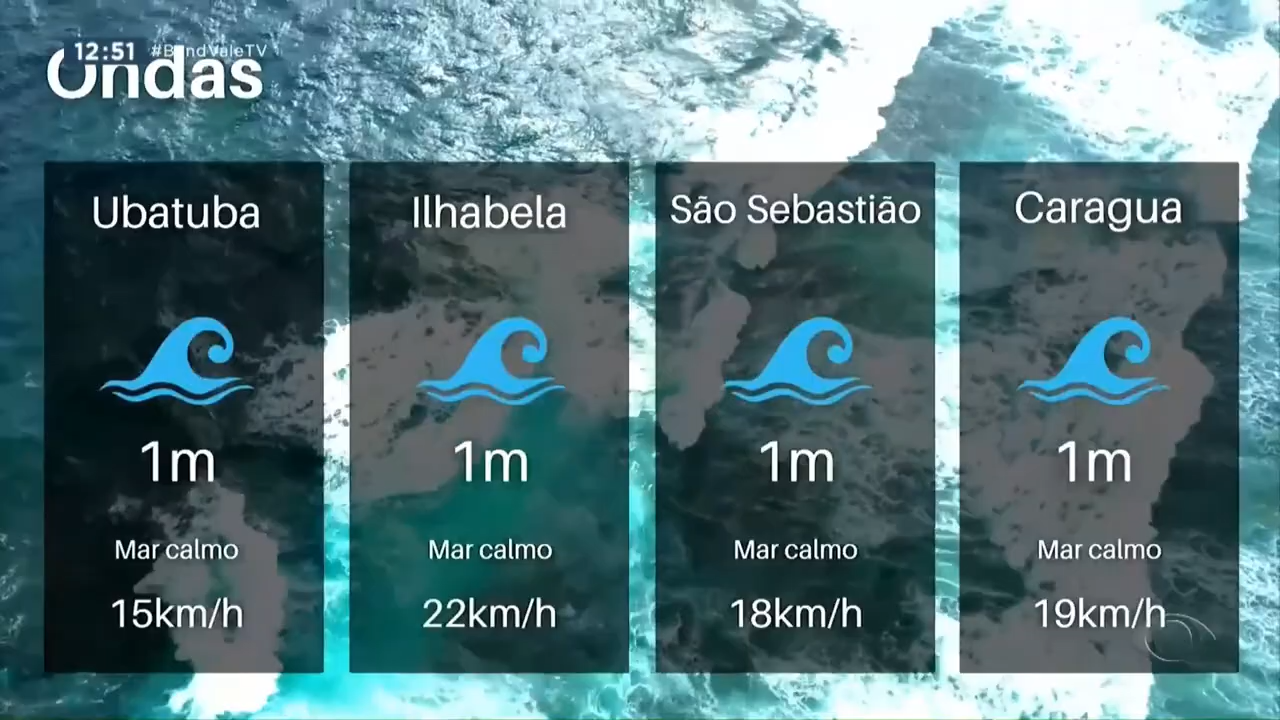 12:51 #BandValeTV
Ondas
Ubatuba
1m
Mar calmo
15km/h
Ilhabela
1m
Mar calmo
22km/h
São Sebastião
1m
Mar calmo
18km/h
Caragua
1m
Mar calmo
19km/h